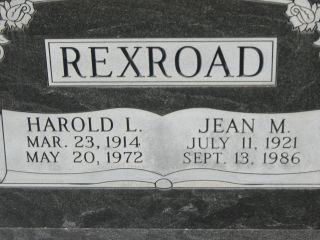 REXROAD
HAROLD L.
MAR. 23, 1914
MAY 20, 1972
JEAN M.
JULY 11, 1921
SEPT. 13, 1986